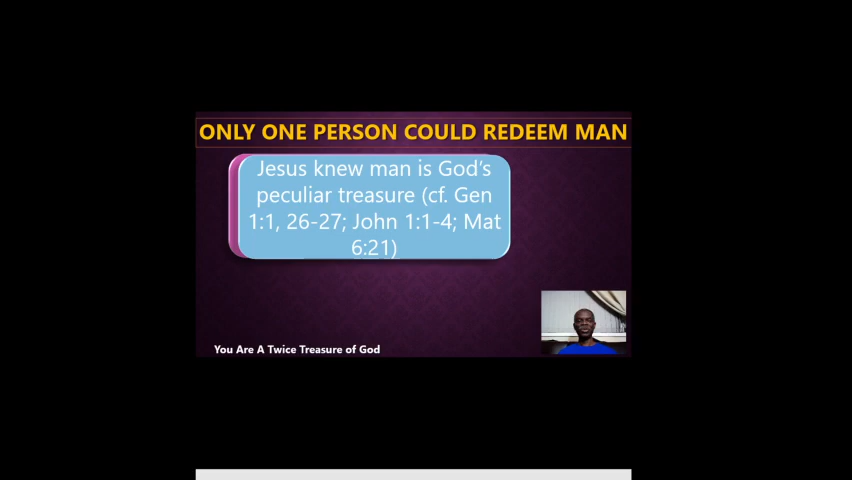 ONLY ONE PERSON COULD REDEEM MAN
Jesus knew man is God's
peculiar treasure (cf. Gen
1:1, 26-27; John 1:1-4; Mat
6:21)
You Are A Twice Treasure of God